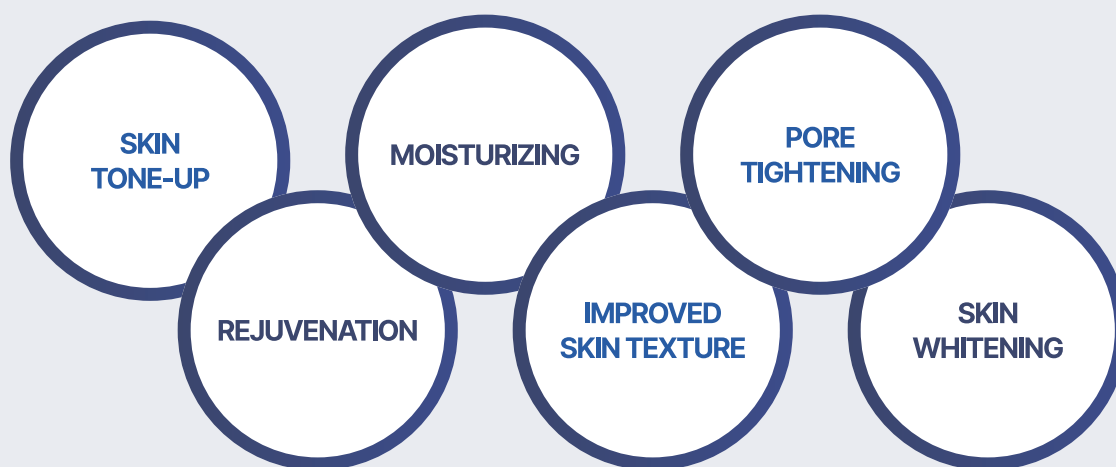 SKIN
TONE-UP
MOISTURIZING
PORE
TIGHTENING
REJUVENATION
IMPROVED
SKIN TEXTURE
SKIN
WHITENING